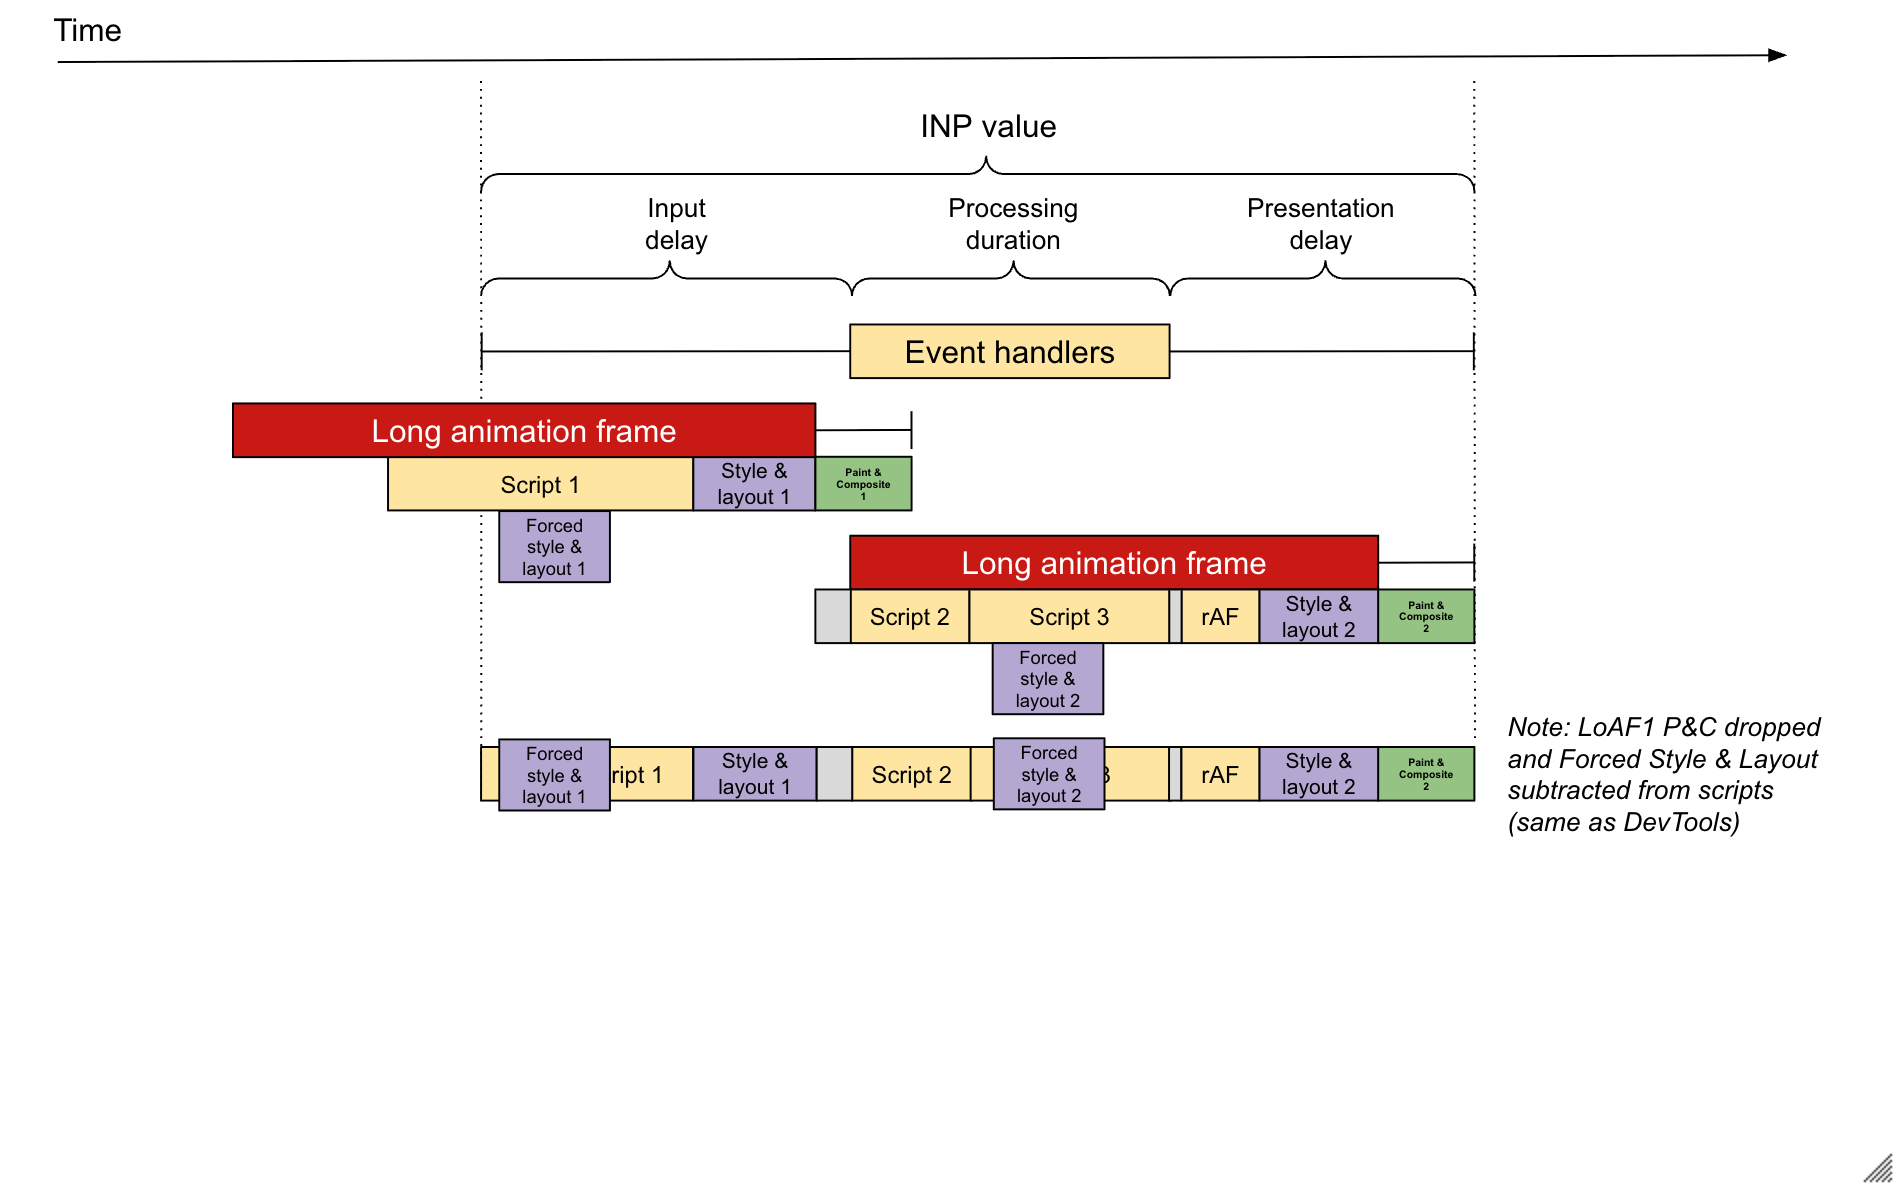 Time
INP value
Input
delay
Processing
duration
Presentation
delay
Event handlers
Long animation frame
Script 1
Style &
layout 1
Paint &
Composite
1
Forced
style &
layout 1
Long animation frame
Script 2
Script 3
rAF
Style &
layout 2
Paint &
Composite
2
Forced
style &
layout 2
Forced
style &
layout 1
ript 1
Style &
layout 1
Script 2
Forced
style &
layout 2
3
rAF
Style &
layout 2
Paint &
Composite
2
Note: LoAF1 P&C dropped
and Forced Style & Layout
subtracted from scripts
(same as DevTools)